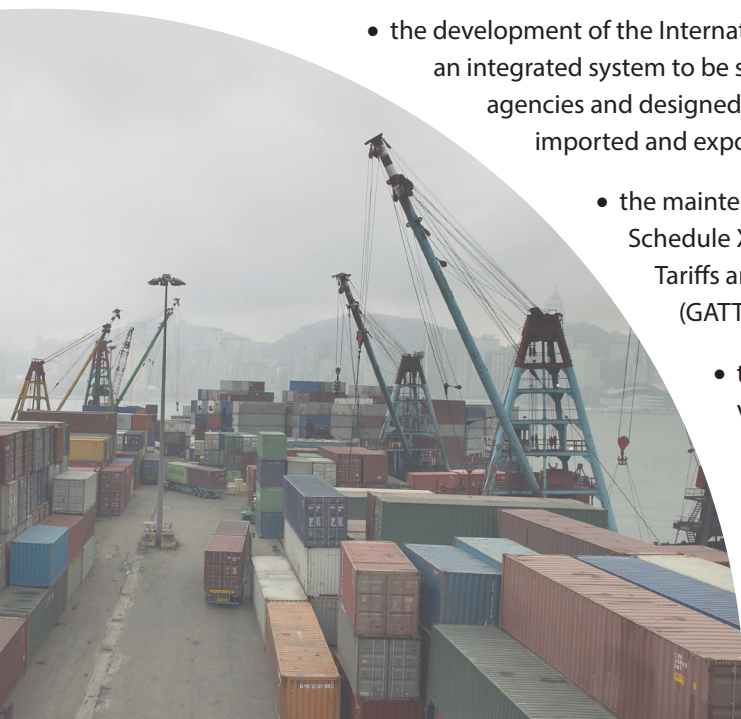 • the development of the Internat
an integrated system to be s
agencies and designed
imported and expo
• the mainte
Schedule X
Tariffs an
(GATT
• t
v